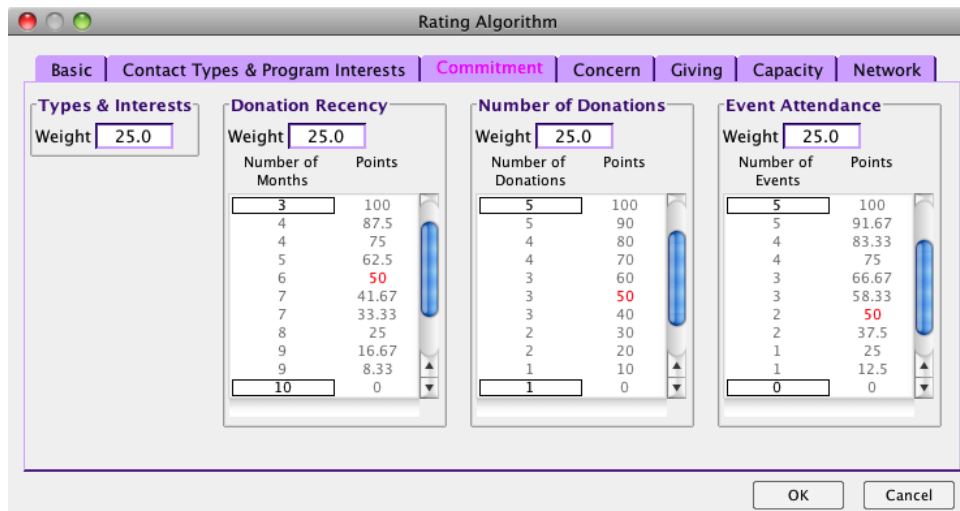 Rating Algorithm
Basic Contact Types & Program Interests Commitment Concern Giving Capacity Network
Types & Interests
Weight 25.0
Donation Recency
Weight 25.0
Number of Months Points
3 100
4 87.5
4 75
5 62.5
6 50
7 41.67
7 33.33
8 25
9 16.67
9 8.33
10 0
Number of Donations
Weight 25.0
Number of Donations Points
5 100
5 90
4 80
4 70
3 60
3 50
3 40
2 30
2 20
1 10
1 0
Event Attendance
Weight 25.0
Number of Events Points
5 100
5 91.67
4 83.33
4 75
3 66.67
3 58.33
2 50
2 37.5
1 25
1 12.5
0 0
OK Cancel